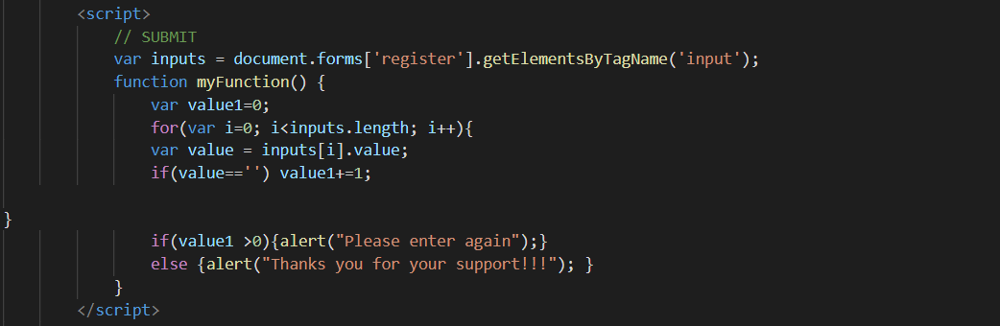 <script>
// SUBMIT
var inputs = document.forms['register'].getElementsByTagName('input');
function myFunction() {
var value1=0;
for(var i=0; i<inputs.length; i++){
var value = inputs[i].value;
if(value=='') value1+=1;
}
if(value1 >0){alert("Please enter again");}
else {alert("Thanks you for your support!!!"); }
}
</script>